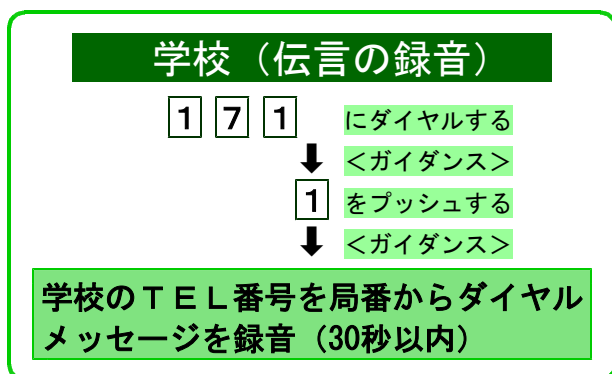 学校（伝言の録音）
1 7 1 にダイヤルする
＜ガイダンス＞
1 をプッシュする
＜ガイダンス＞
学校のＴＥＬ番号を局番からダイヤル
メッセージを録音（30秒以内）